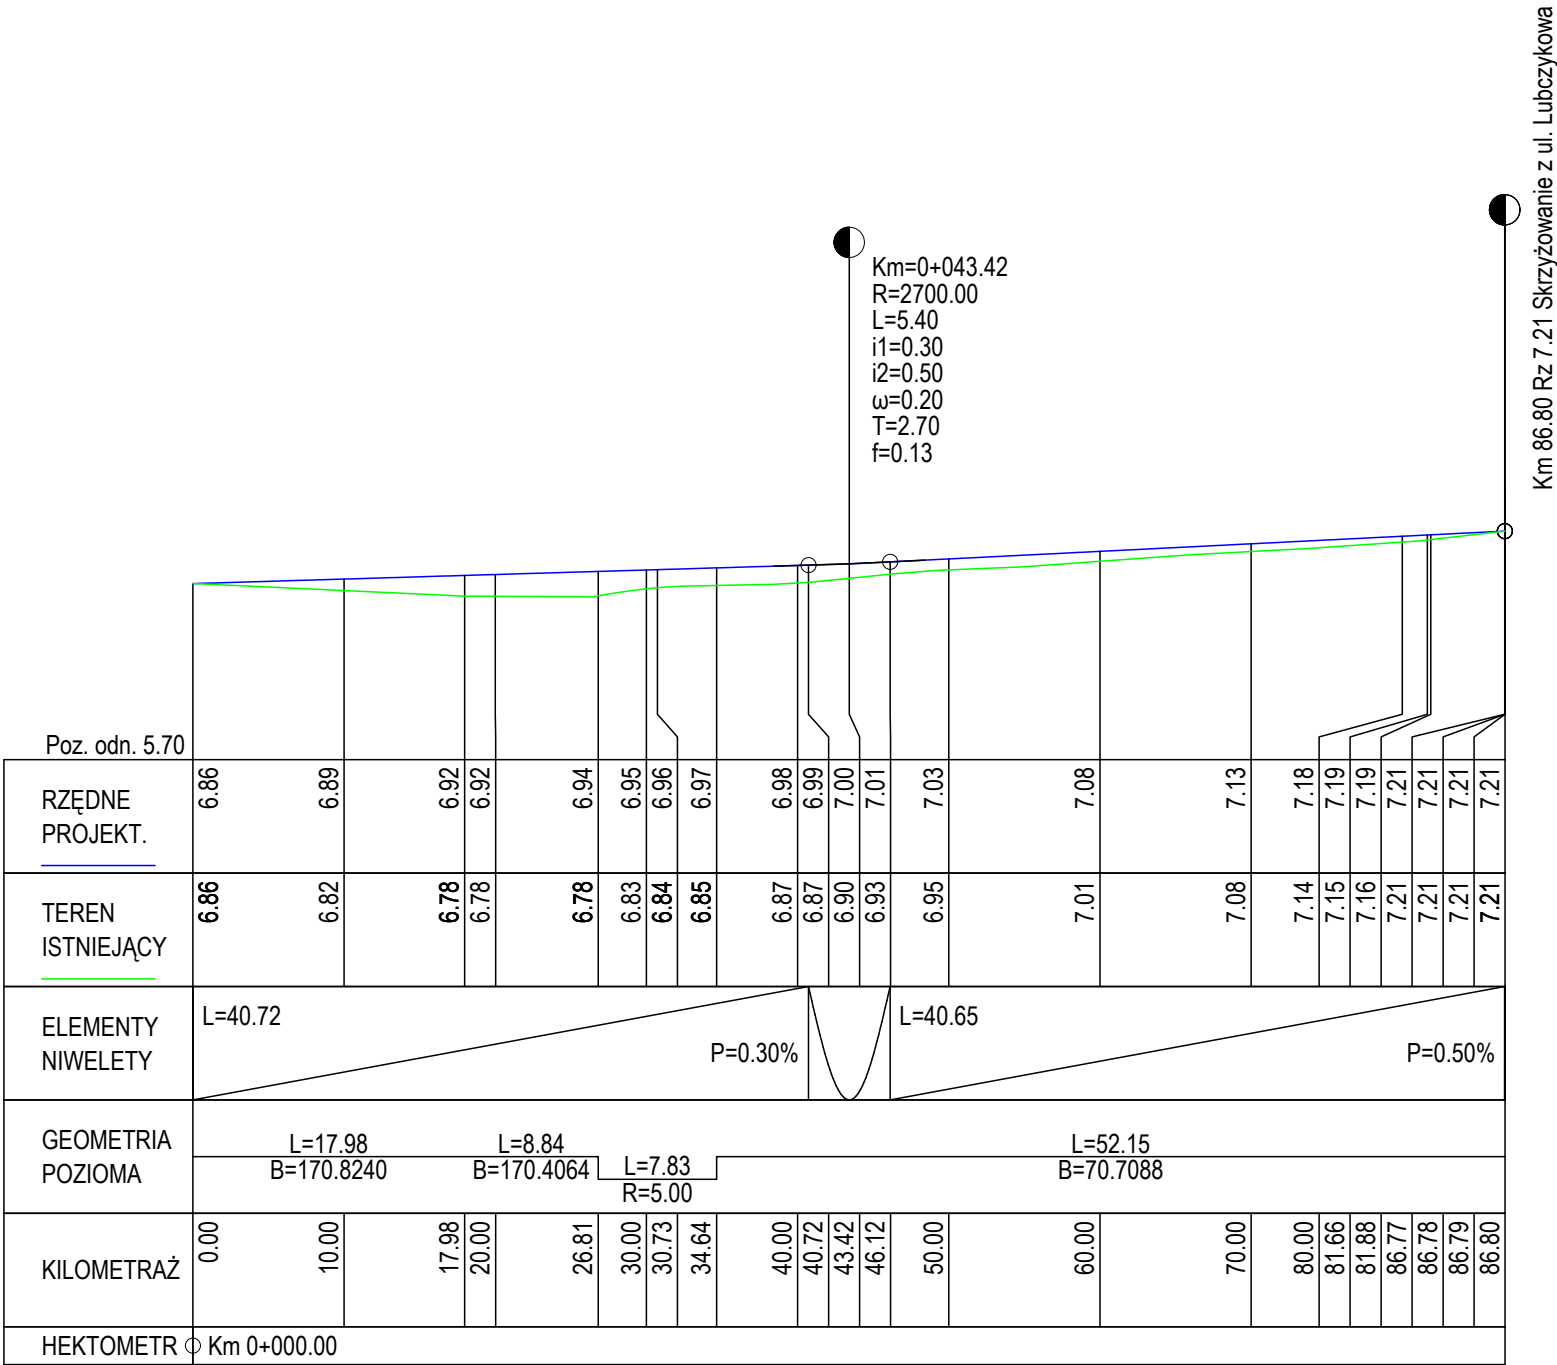 Km 86.80 Rz 7.21 Skrzyżowanie z ul. Lubczykowa
Km=0+043.42
R=2700.00
L=5.40
i1=0.30
i2=0.50
ω=0.20
T=2.70
f=0.13
Poz. odn. 5.70
RZĘDNE
PROJEKT.
6.86 6.89 6.92 6.92 6.94 6.95 6.96 6.97 6.98 6.99 7.00 7.01 7.03 7.08 7.13 7.18 7.19 7.19 7.21 7.21 7.21 7.21
TEREN
ISTNIEJĄCY
6.86 6.82 6.78 6.78 6.78 6.83 6.84 6.85 6.87 6.87 6.90 6.93 6.95 7.01 7.08 7.14 7.15 7.16 7.21 7.21 7.21 7.21
ELEMENTY
NIWELETY
L=40.72
P=0.30%
L=40.65
P=0.50%
GEOMETRIA
POZIOMA
L=17.98
B=170.8240
L=8.84
B=170.4064
L=7.83
R=5.00
L=52.15
B=70.7088
KILOMETRAŻ
0.00 10.00 17.98 20.00 26.81 30.00 30.73 34.64 40.00 40.72 43.42 46.12 50.00 60.00 70.00 80.00 81.66 81.88 86.77 86.78 86.79 86.80
HEKTOMETR
Km 0+000.00